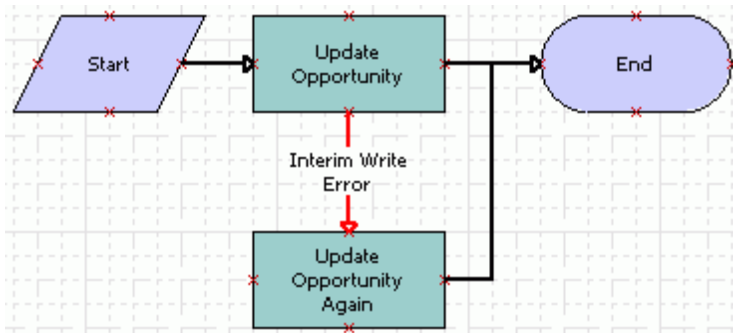 Start
Update
Opportunity
End
Interim Write
Error
Update
Opportunity
Again